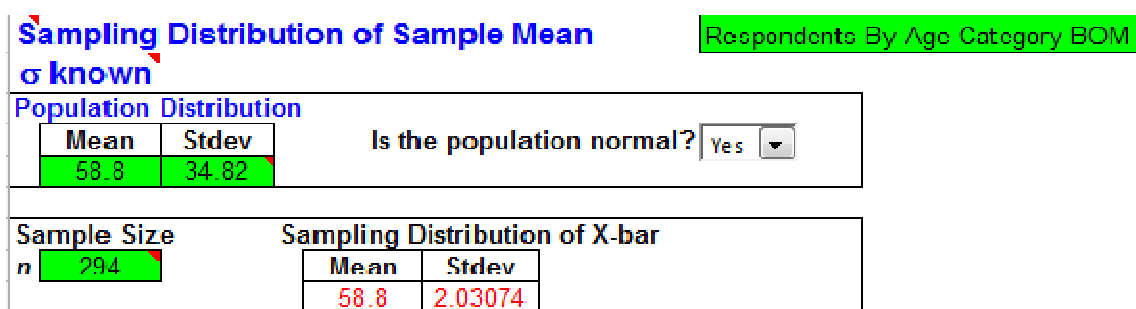 Sampling Distribution of Sample Mean
Respondents By Age Category BOM
σ known
Population Distribution
Mean Stdev
Is the population normal? Yes
58.8 34.82
Sample Size
Sampling Distribution of X-bar
n 294
Mean Stdev
58.8 2.03074